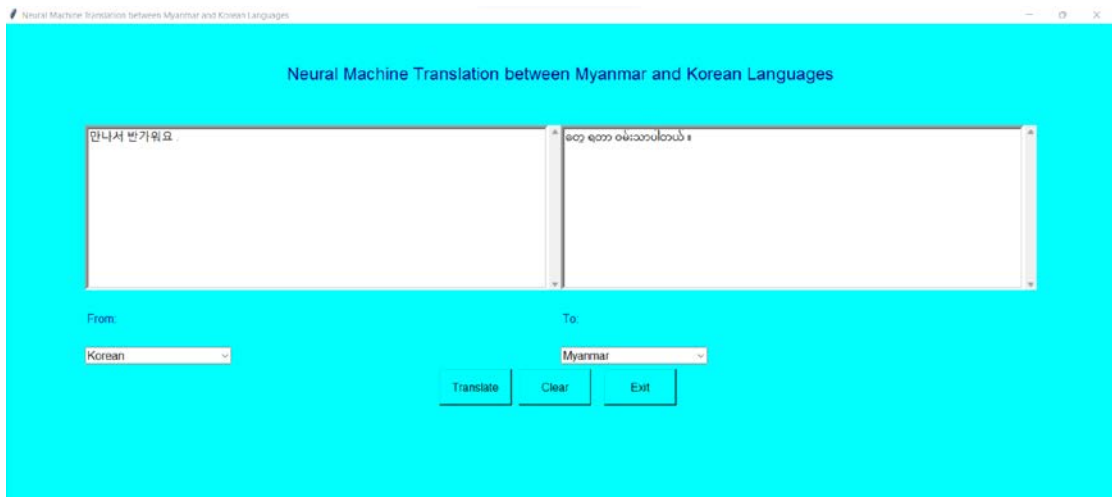 Neural Machine Translation between Myanmar and Korean Languages
Neural Machine Translation between Myanmar and Korean Languages
만나서 반가워요 .
တွေ့ ရတာ ဝမ်းသာပါတယ် ။
From:
To:
Korean
Myanmar
Translate
Clear
Exit